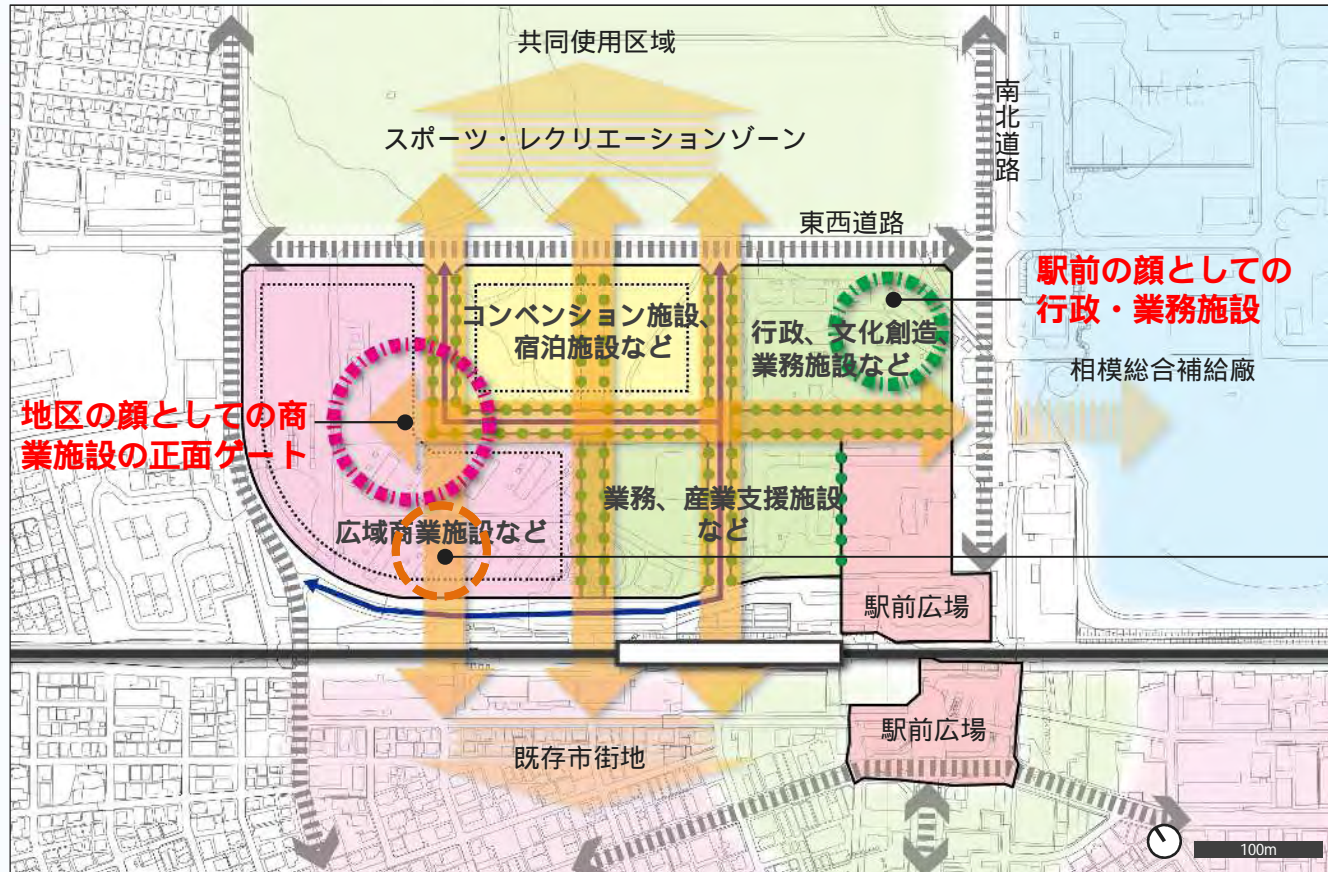 共同使用区域
スポーツ・レクリエーションゾーン
南北道路
東西道路
駅前の顔としての
行政・業務施設
コンベンション施設、
宿泊施設など
行政、文化創造、
業務施設など
相模総合補給廠
地区の顔としての商
業施設の正面ゲート
広域商業施設など
業務、産業支援施設
など
駅前広場
駅前広場
既存市街地
100m